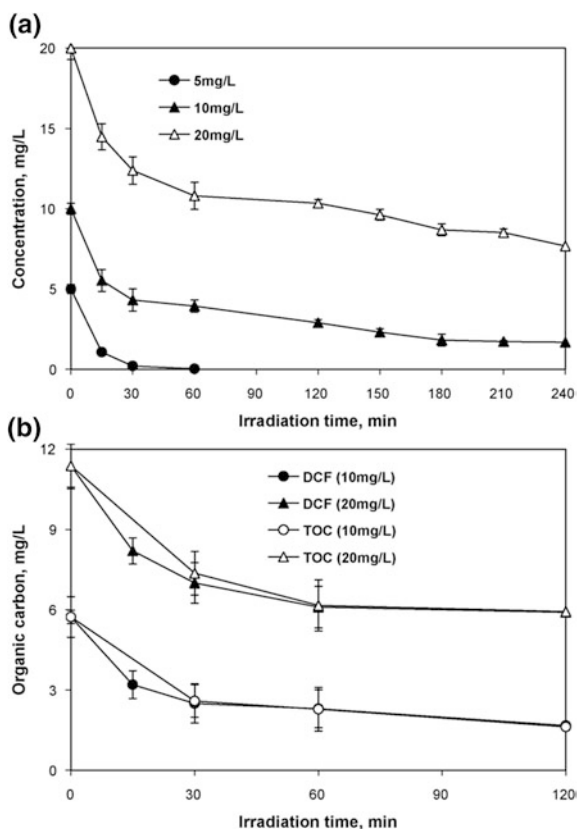 (a)
20
15
10
5
0
Concentration, mg/L
5mg/L
10mg/L
20mg/L
0 30 60 90 120 150 180 210 240
Irradiation time, min
(b)
12
9
6
3
0
Organic carbon, mg/L
DCF (10mg/L)
DCF (20mg/L)
TOC (10mg/L)
TOC (20mg/L)
0 30 60 90 120
Irradiation time, min